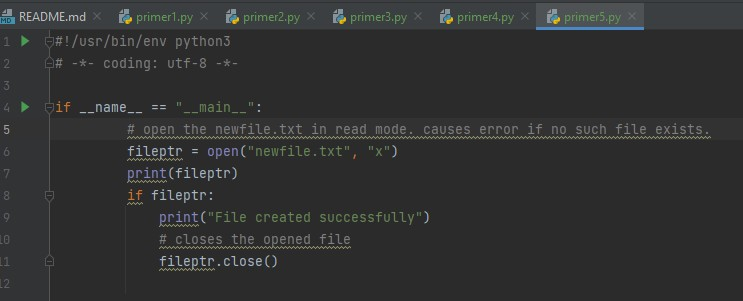 README.md primer1.py primer2.py primer3.py primer4.py primer5.py
1 #!/usr/bin/env python3
2 # -*- coding: utf-8 -*-
3
4 if __name__ == "__main__":
5 # open the newfile.txt in read mode. causes error if no such file exists.
6 fileptr = open("newfile.txt", "x")
7 print(fileptr)
8 if fileptr:
9 print("File created successfully")
10 # closes the opened file
11 fileptr.close()
12